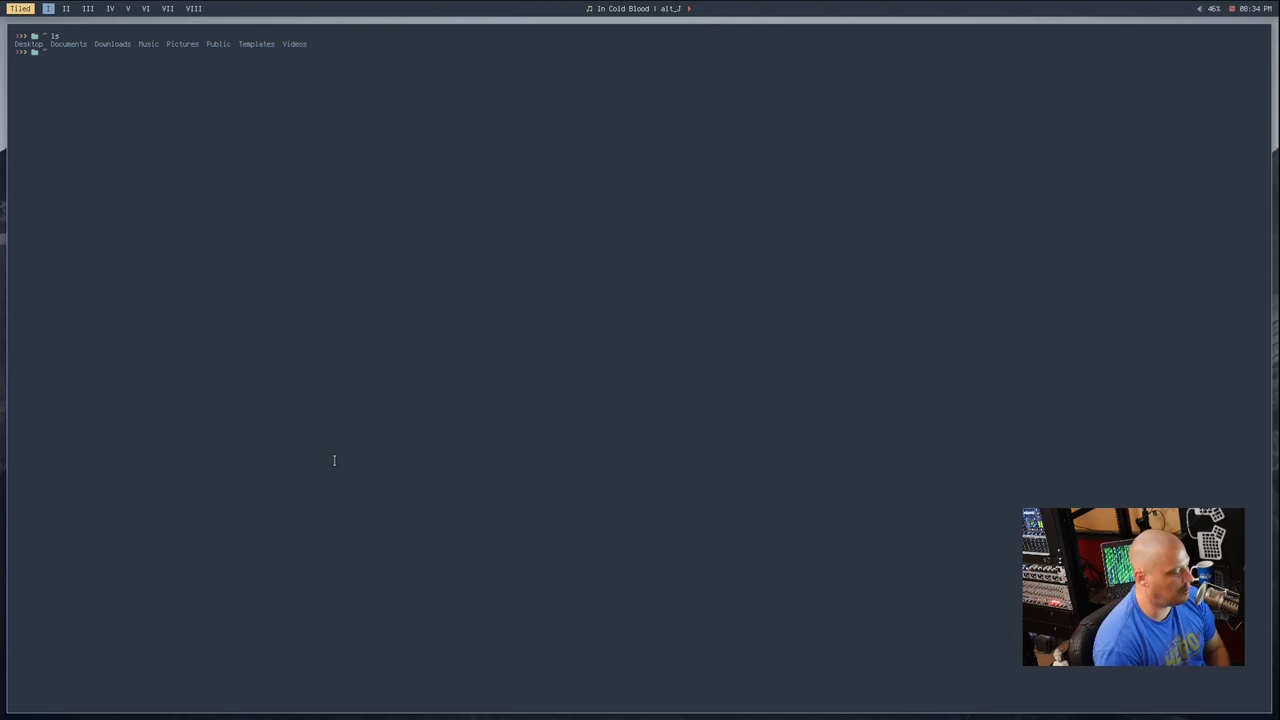 Tiled I II III IV V VI VII VIII In Cold Blood | alt_J 46% 08:34 PM
>>> ~ ls
Desktop Documents Downloads Music Pictures Public Templates Videos
>>> ~